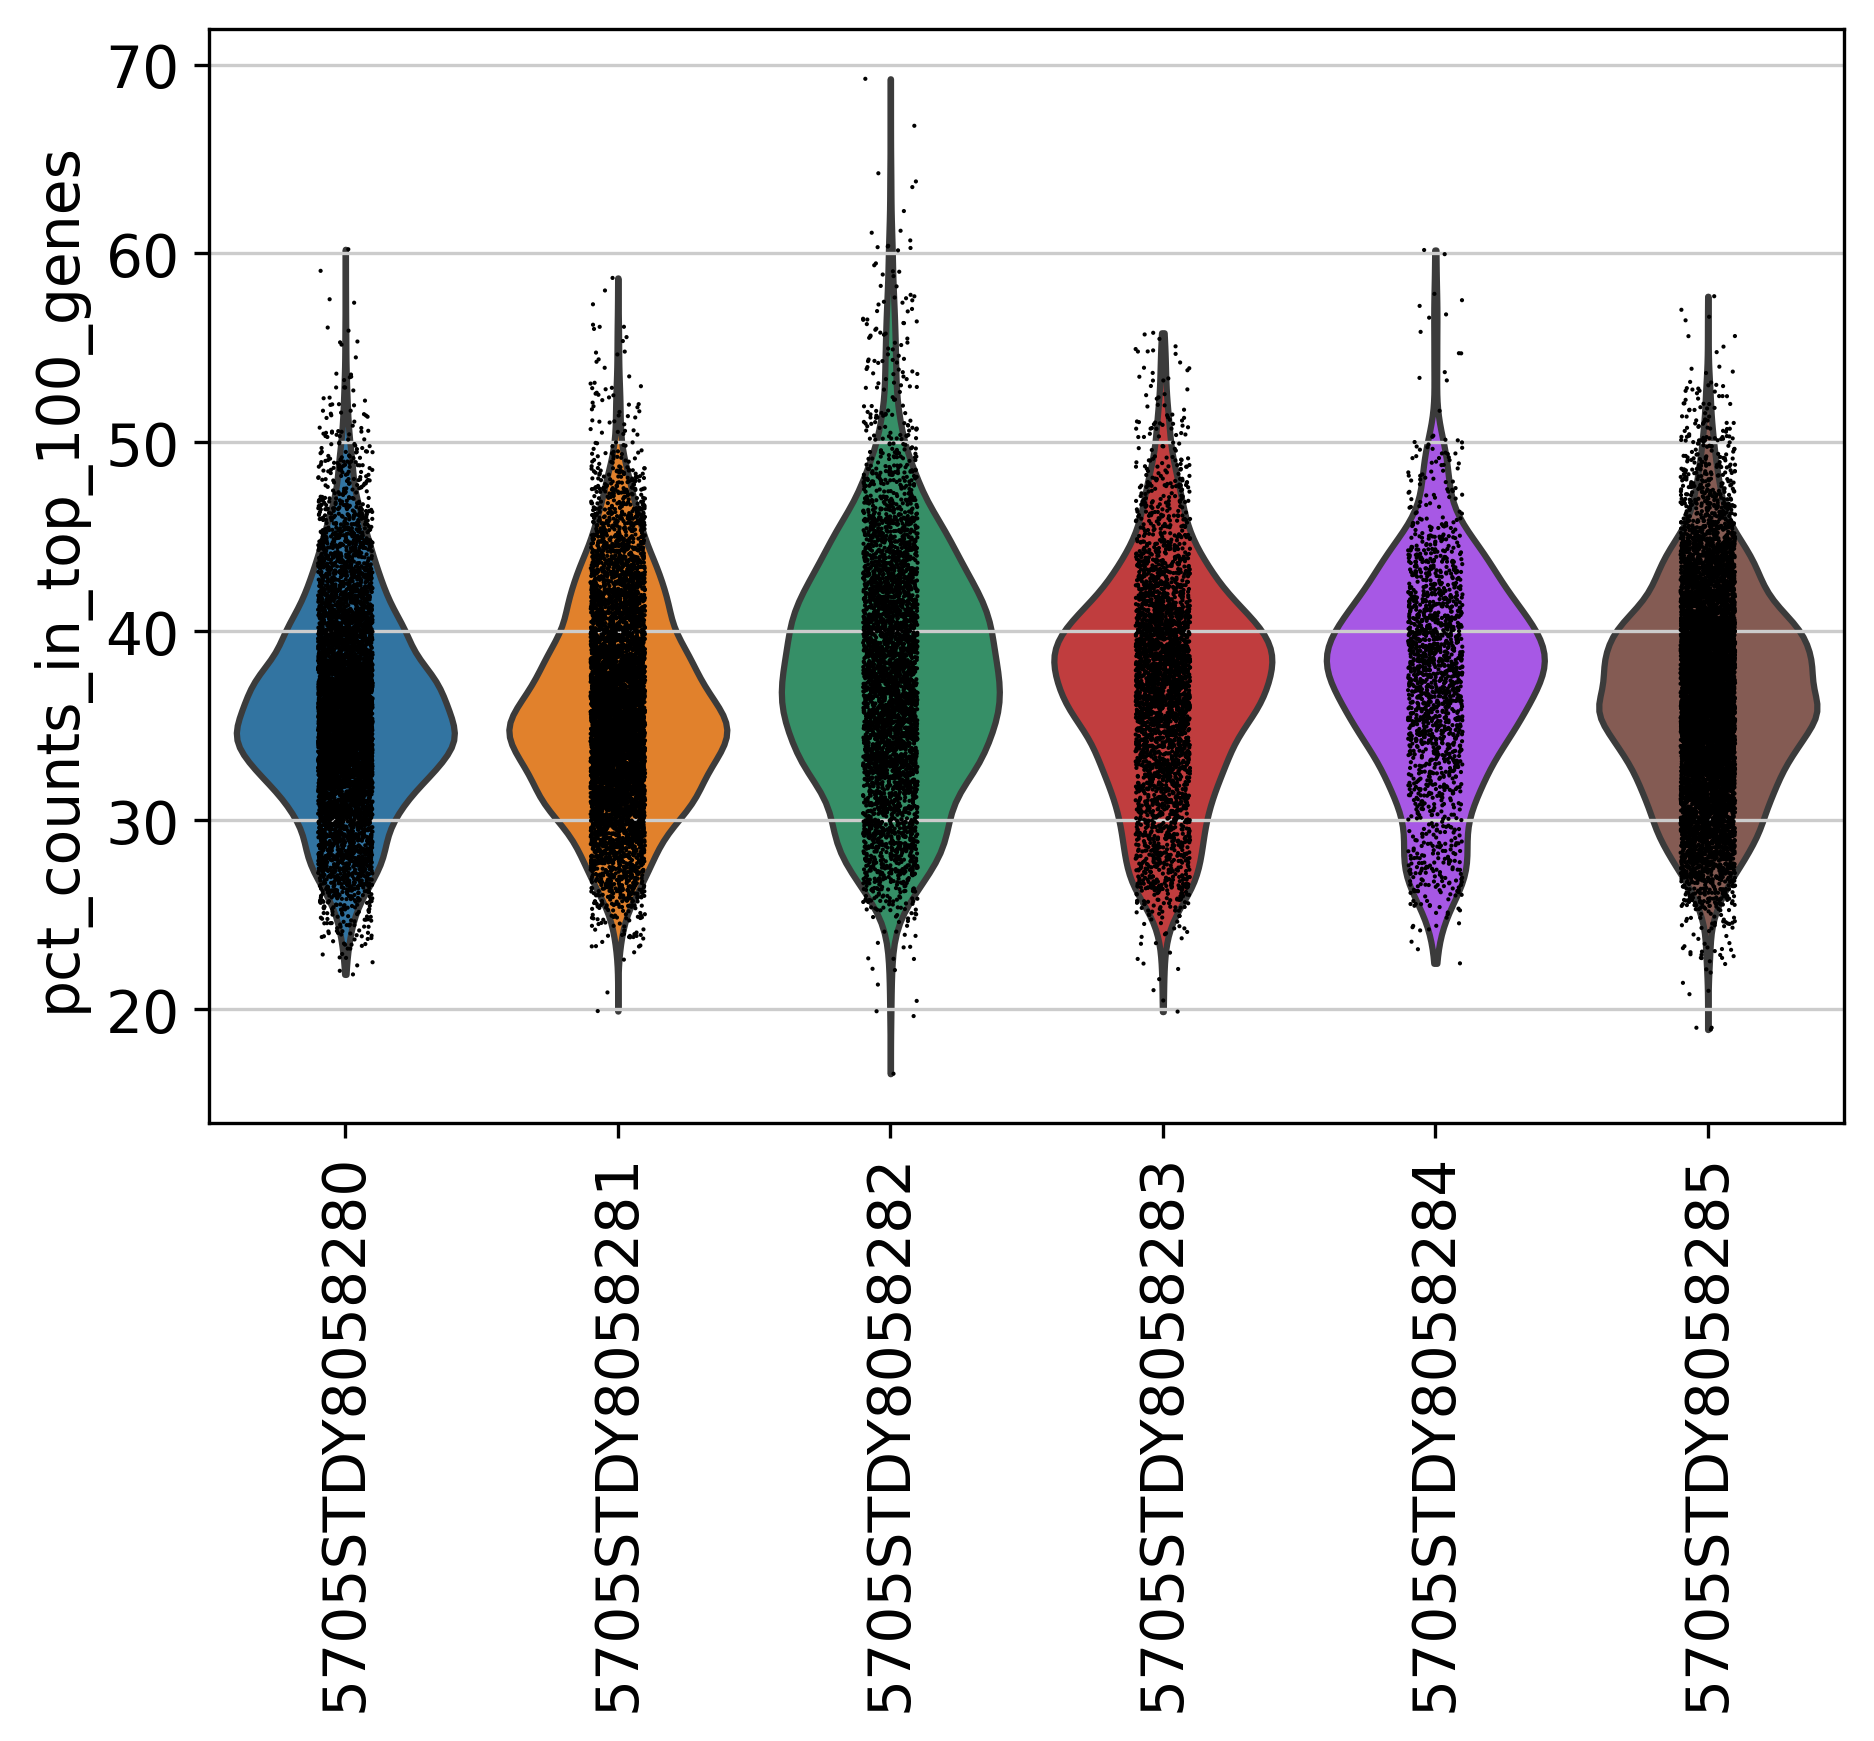 pct_counts_in_top_100_genes
70
60
50
40
30
20
5705STDY8058280
5705STDY8058281
5705STDY8058282
5705STDY8058283
5705STDY8058284
5705STDY8058285